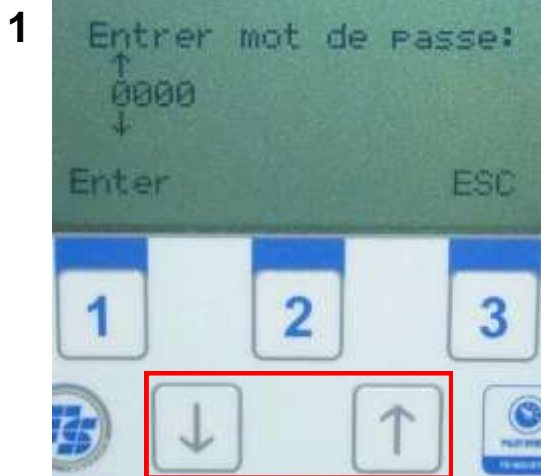 1
Entrer mot de passe:
↑
0000
↓
Enter ESC
1 2 3
↓ ↑